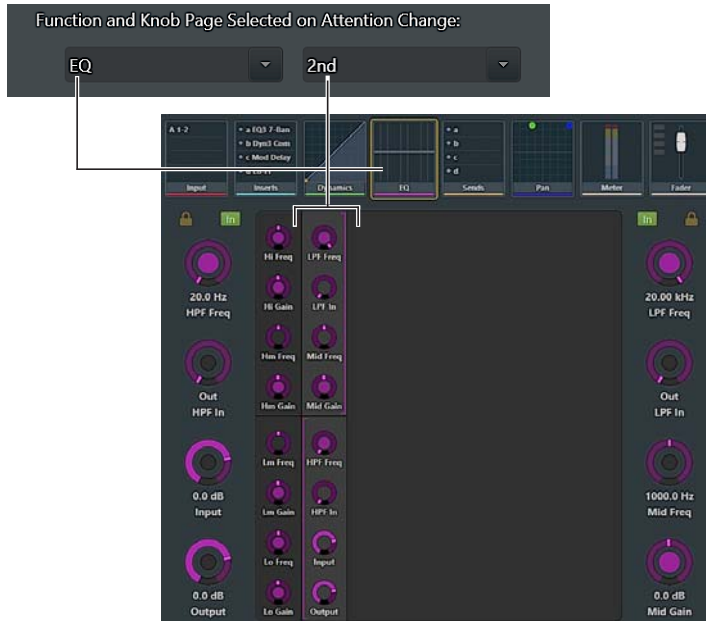 Function and Knob Page Selected on Attention Change:
EQ 2nd
A 1-2
a EQ3 7-Ban
b Dyn3 Com
c Mod Delay
a
b
c
d
Input Inserts Dynamics EQ Sends Pan Meter Fader
In In
Hi Freq LPF Freq
20.0 Hz 20.00 kHz
HPF Freq LPF Freq
Hi Gain LPF In
Hm Freq Mid Freq
Out Out
HPF In LPF In
Hm Gain Mid Gain
Lm Freq HPF Freq
0.0 dB 1000.0 Hz
Input Mid Freq
Lm Gain HPF In
Lo Freq Input
0.0 dB 0.0 dB
Output Lo Gain Output Mid Gain